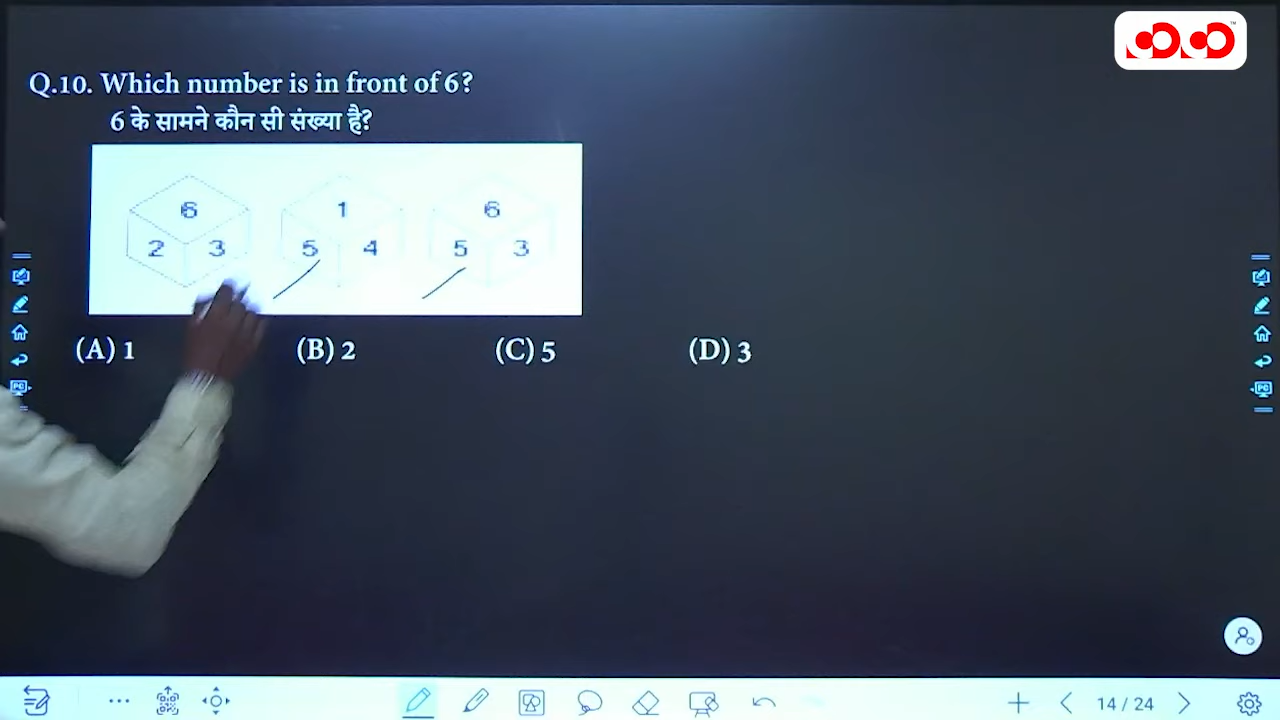 Q.10. Which number is in front of 6?
6 के सामने कौन सी संख्या है?
6 1 6
2 3 5 4 5 3
(A) 1 (B) 2 (C) 5 (D) 3
14 / 24